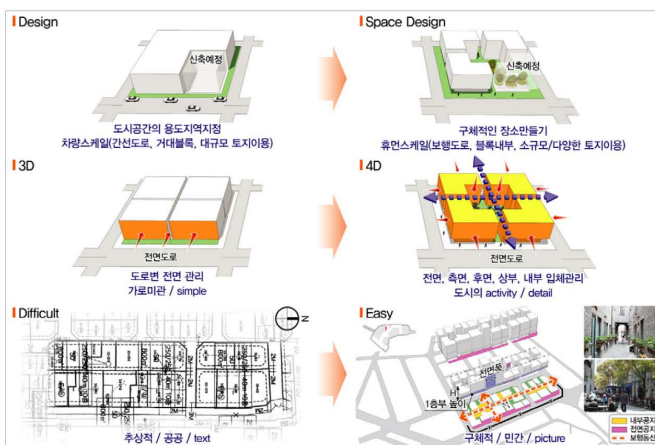 Design
Space Design
신축예정
신축예정
도시공간의 용도지역지정
차량스케일(간선도로, 거대블록, 대규모 토지이용)
구체적인 장소만들기
휴먼스케일(보행도로, 블록내부, 소규모/다양한 토지이용)
3D
4D
전면도로
전면도로
도로변 전면 관리
가로미관 / simple
전면, 측면, 후면, 상부, 내부 입체관리
도시의 activity / detail
Difficult
Easy
N
전면폭
H
1층부 높이
내부공지
전면공지
추상적 / 공공 / text
구체적 / 민간 / picture